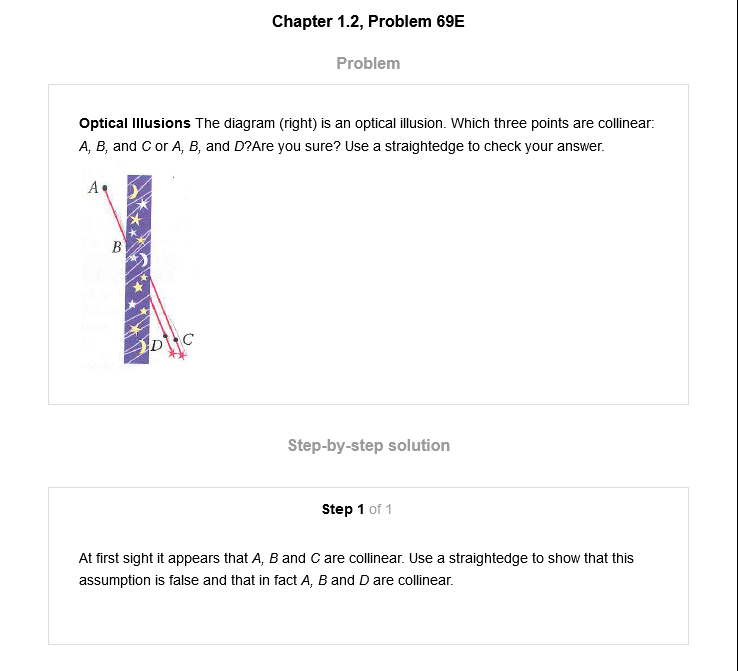 Chapter 1.2, Problem 69E
Problem
Optical Illusions The diagram (right) is an optical illusion. Which three points are collinear:
A, B, and C or A, B, and D?Are you sure? Use a straightedge to check your answer.
A
B
C
D
Step-by-step solution
Step 1 of 1
At first sight it appears that A, B and C are collinear. Use a straightedge to show that this
assumption is false and that in fact A, B and D are collinear.